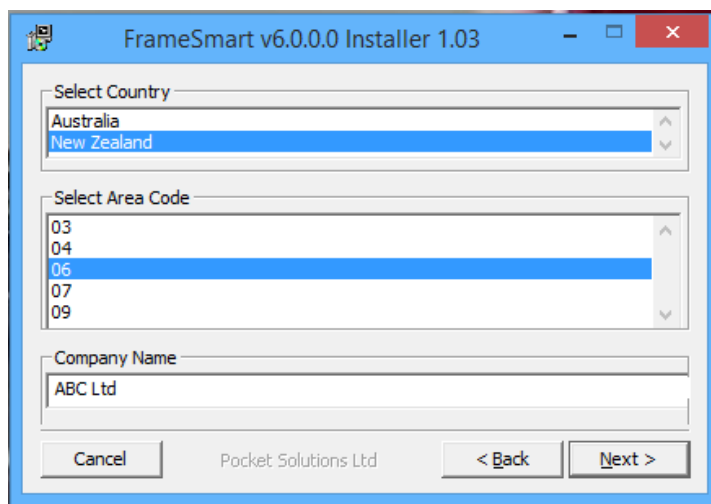 FrameSmart v6.0.0.0 Installer 1.03
Select Country
Australia
New Zealand
Select Area Code
03
04
06
07
09
Company Name
ABC Ltd
Cancel Pocket Solutions Ltd < Back Next >